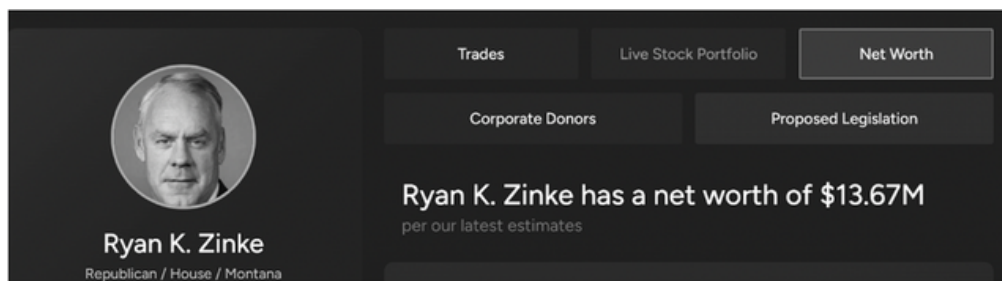 Trades
Live Stock Portfolio
Net Worth
Corporate Donors
Proposed Legislation
Ryan K. Zinke has a net worth of $13.67M
per our latest estimates
Ryan K. Zinke
Republican / House / Montana